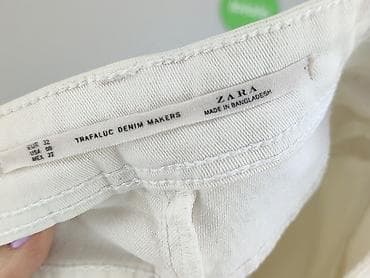 EUR 32
USA 00
MEX 22
TRAFALUC DENIM MAKERS
ZARA
MADE IN BANGLADESH